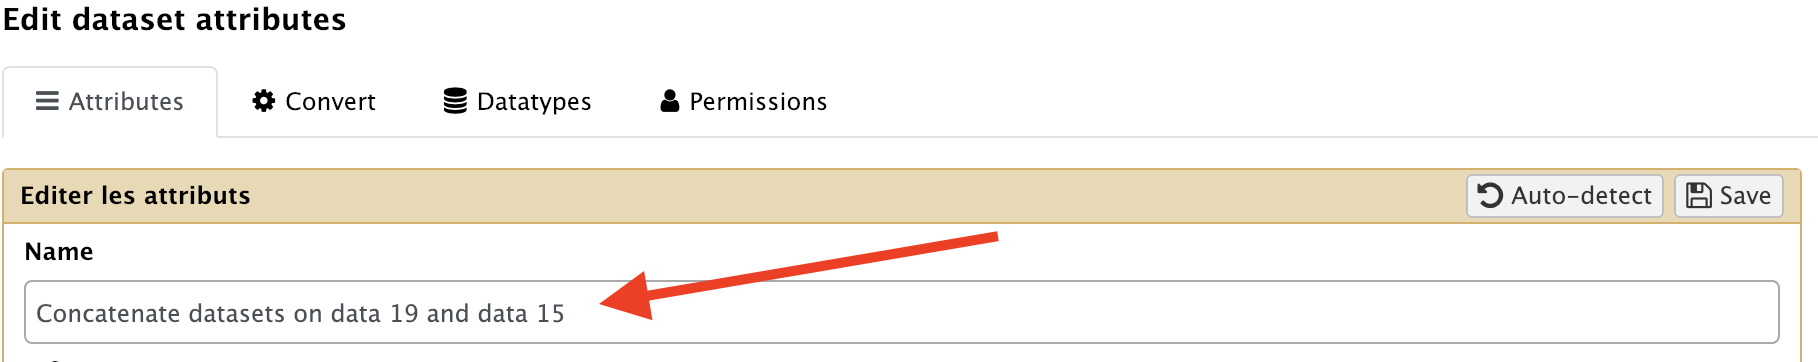 Edit dataset attributes
Attributes Convert Datatypes Permissions
Editer les attributs Auto-detect Save
Name
Concatenate datasets on data 19 and data 15